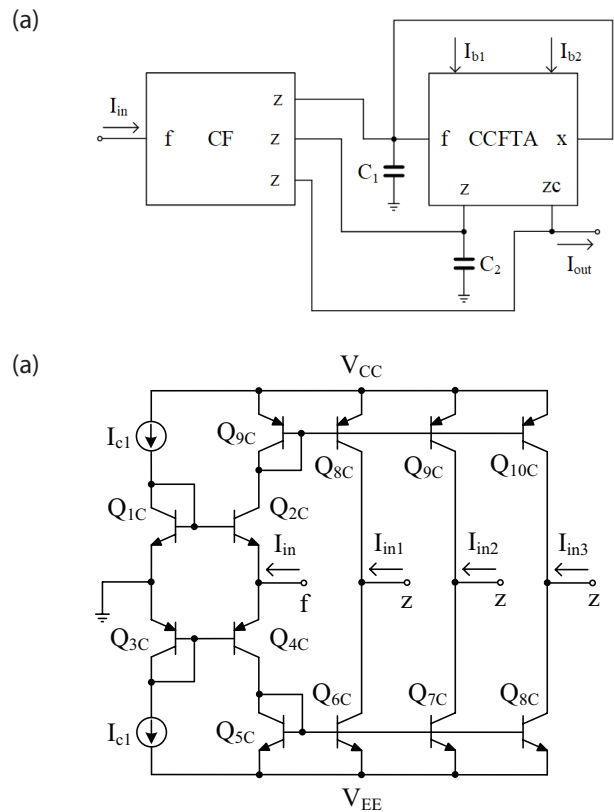 (a)
I_in
f CF z
z
z
C_1
C_2
I_b1 I_b2
f CCFTA x
z zc
I_out
(a)
V_CC
I_c1
Q_9C Q_8C Q_9C Q_10C
Q_1C Q_2C
I_in I_in1 I_in2 I_in3
f z z z
Q_3C Q_4C
Q_5C Q_6C Q_7C Q_8C
I_c1
V_EE